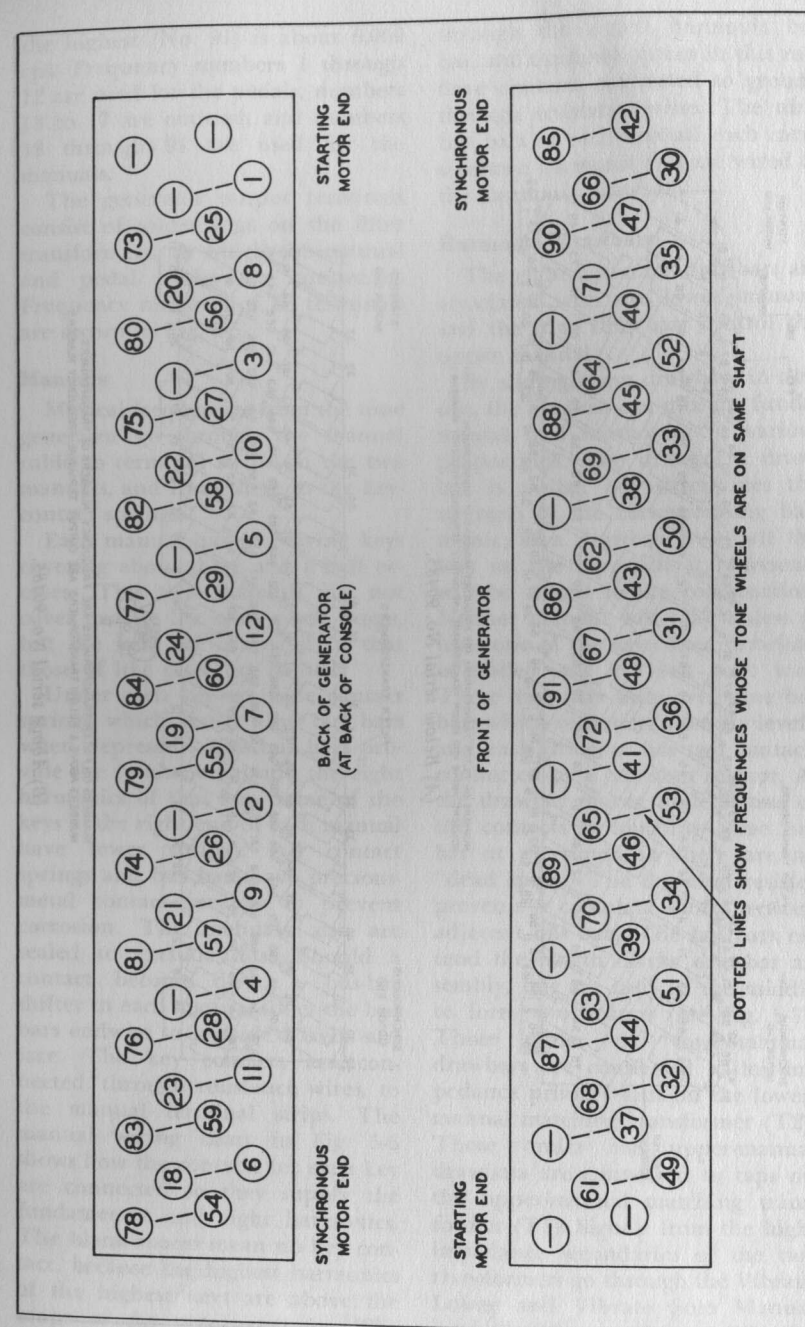 78 83 76 81 74 79 84 77 82 75 80 73 —
18 23 — 21 — 19 24 — 22 — 20 —
54 59 28 57 26 55 60 29 58 27 56 25 —
6 11 4 9 2 7 12 5 10 3 8 1
SYNCHRONOUS
MOTOR END
BACK OF GENERATOR
(AT BACK OF CONSOLE)
STARTING
MOTOR END
STARTING
MOTOR END
FRONT OF GENERATOR
SYNCHRONOUS
MOTOR END
— 87 — 89 — 91 86 — 88 — 90 85
61 68 63 70 65 72 67 62 69 64 71 66
— 37 44 39 46 41 48 43 38 45 40 47 42
49 32 51 34 53 36 31 50 33 52 35 30
DOTTED LINES SHOW FREQUENCIES WHOSE TONE WHEELS ARE ON SAME SHAFT